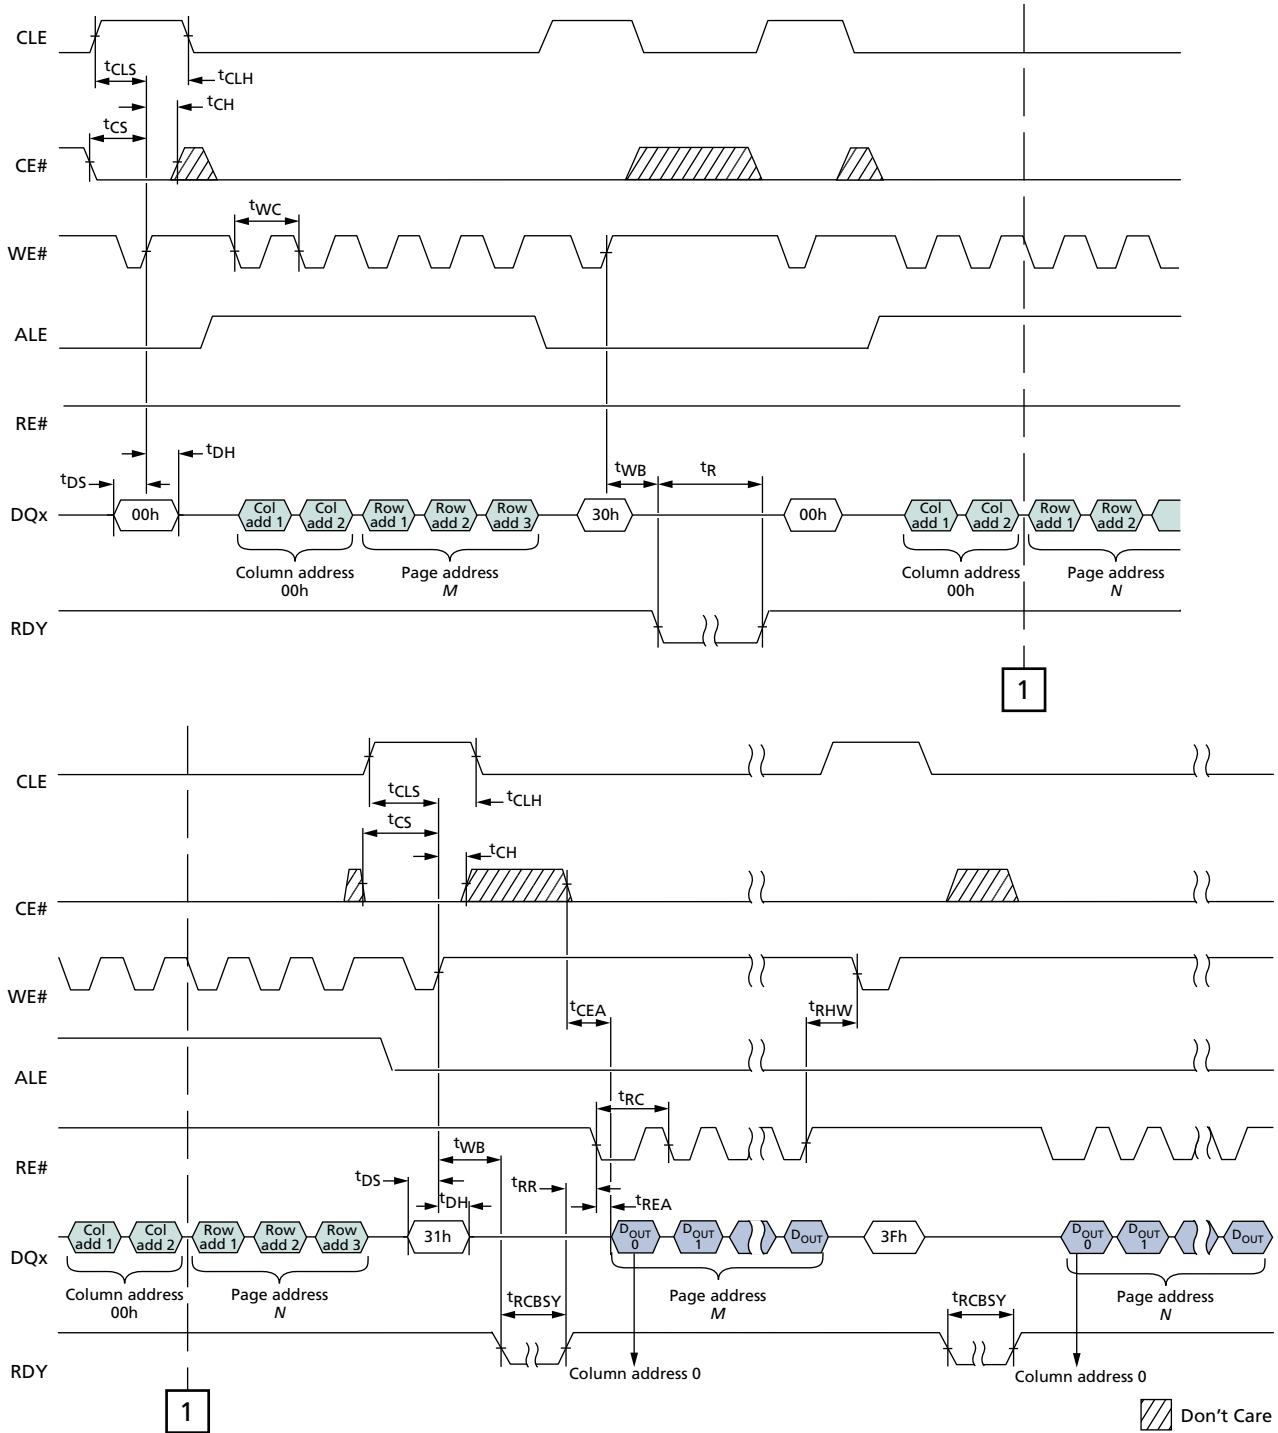 CLE
tCLS
tCLH
tCH
tCS
CE#
tWC
WE#
ALE
RE#
tDH
tDS
tWB
tR
DQx
00h
Col add 1
Col add 2
Row add 1
Row add 2
Row add 3
30h
00h
Col add 1
Col add 2
Row add 1
Row add 2
Column address
00h
Page address
M
Column address
00h
Page address
N
RDY
1
CLE
tCLS
tCLH
tCS
tCH
CE#
WE#
tCEA
tRHW
ALE
tRC
RE#
tWB
tDS
tDH
tRR
tREA
DQx
Col add 1
Col add 2
Row add 1
Row add 2
Row add 3
31h
DOUT 0
DOUT 1
DOUT
3Fh
DOUT 0
DOUT 1
DOUT
Column address
00h
Page address
N
Page address
M
Page address
N
tRCBSY
tRCBSY
RDY
Column address 0
Column address 0
1
Don't Care